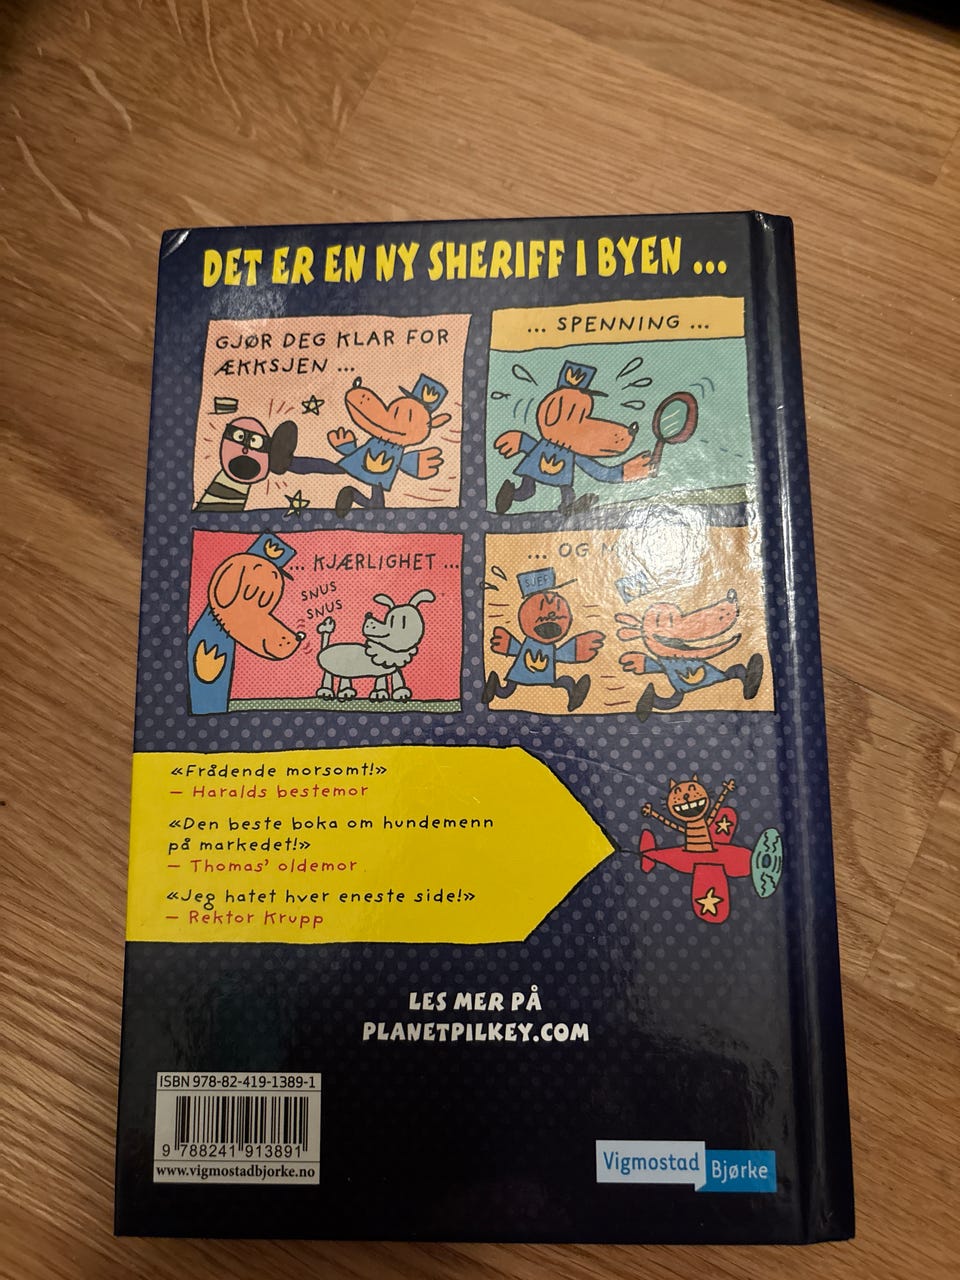 DET ER EN NY SHERIFF I BYEN ...
GJØR DEG KLAR FOR
ÆKKSJEN ...
... SPENNING ...
... KJÆRLIGHET ...
SNUS
SNUS
... OG
SJEF
«Frådende morsomt!»
– Haralds bestemor
«Den beste boka om hundemenn
på markedet!»
– Thomas' oldemor
«Jeg hatet hver eneste side!»
– Rektor Krupp
LES MER PÅ
PLANETPILKEY.COM
ISBN 978-82-419-1389-1
9 788241 913891
www.vigmostadbjorke.no
Vigmostad
Bjørke